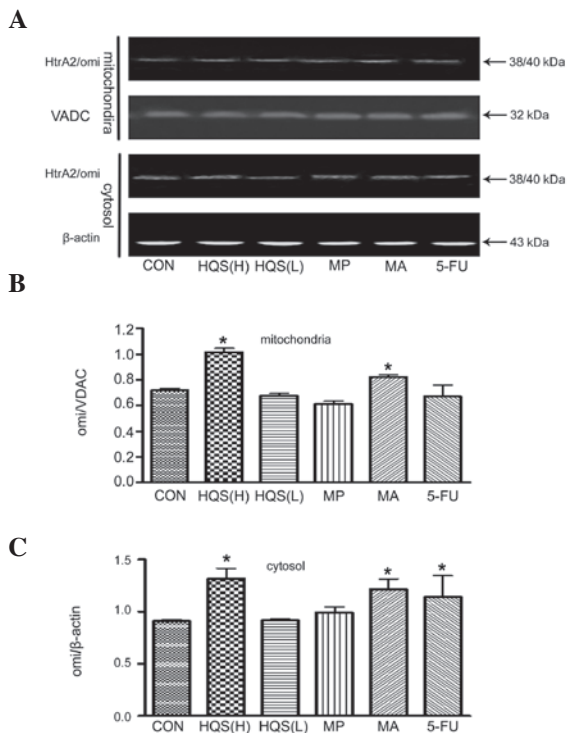 A
HtrA2/omi
38/40 kDa
mitochondira
VADC
32 kDa
HtrA2/omi
38/40 kDa
cytosol
β-actin
43 kDa
CON HQS(H) HQS(L) MP MA 5-FU
B
mitochondria
omi/VDAC
1.2
1.0
0.8
0.6
0.4
0.2
0.0
*
*
CON HQS(H) HQS(L) MP MA 5-FU
C
cytosol
omi/β-actin
1.5
1.0
0.5
0.0
*
*
*
CON HQS(H) HQS(L) MP MA 5-FU